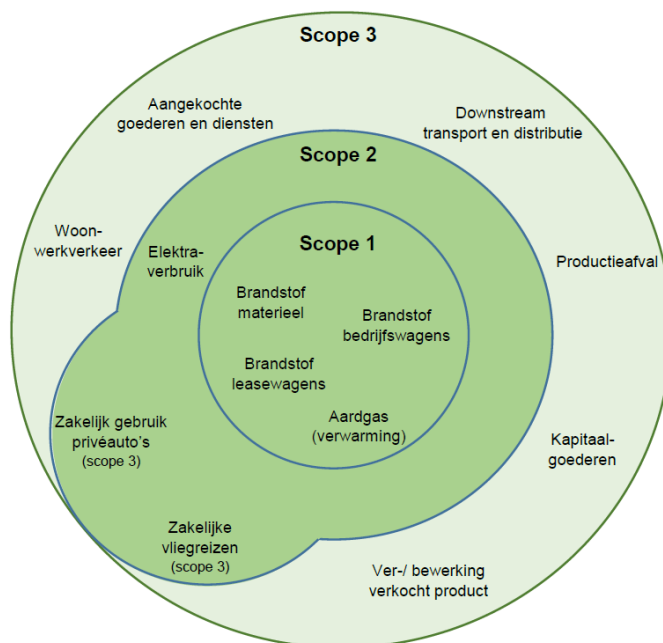 Scope 3
Aangekochte
goederen en diensten
Downstream
transport en distributie
Scope 2
Woon-
werkverkeer
Elektra-
verbruik
Scope 1
Productieafval
Brandstof
materieel
Brandstof
bedrijfswagens
Brandstof
leasewagens
Aardgas
(verwarming)
Zakelijk gebruik
privéauto's
(scope 3)
Kapitaal-
goederen
Zakelijke
vliegreizen
(scope 3)
Ver-/ bewerking
verkocht product